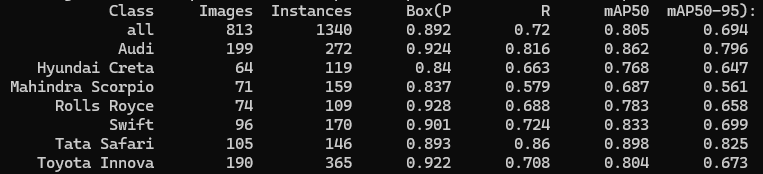 Class Images Instances Box(P R mAP50 mAP50-95):
all 813 1340 0.892 0.72 0.805 0.694
Audi 199 272 0.924 0.816 0.862 0.796
Hyundai Creta 64 119 0.84 0.663 0.768 0.647
Mahindra Scorpio 71 159 0.837 0.579 0.687 0.561
Rolls Royce 74 109 0.928 0.688 0.783 0.658
Swift 96 170 0.901 0.724 0.833 0.699
Tata Safari 105 146 0.893 0.86 0.898 0.825
Toyota Innova 190 365 0.922 0.708 0.804 0.673